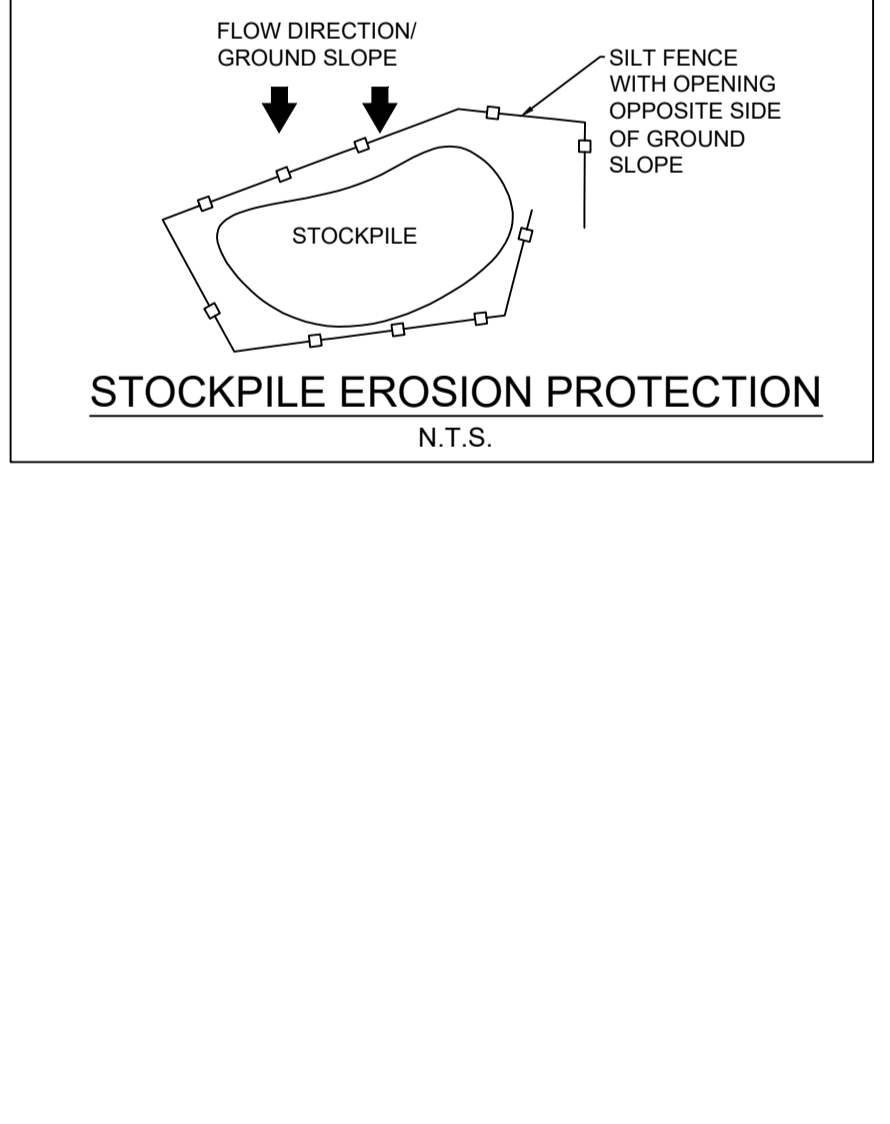 FLOW DIRECTION/
GROUND SLOPE
SILT FENCE
WITH OPENING
OPPOSITE SIDE
OF GROUND
SLOPE
STOCKPILE
STOCKPILE EROSION PROTECTION
N.T.S.